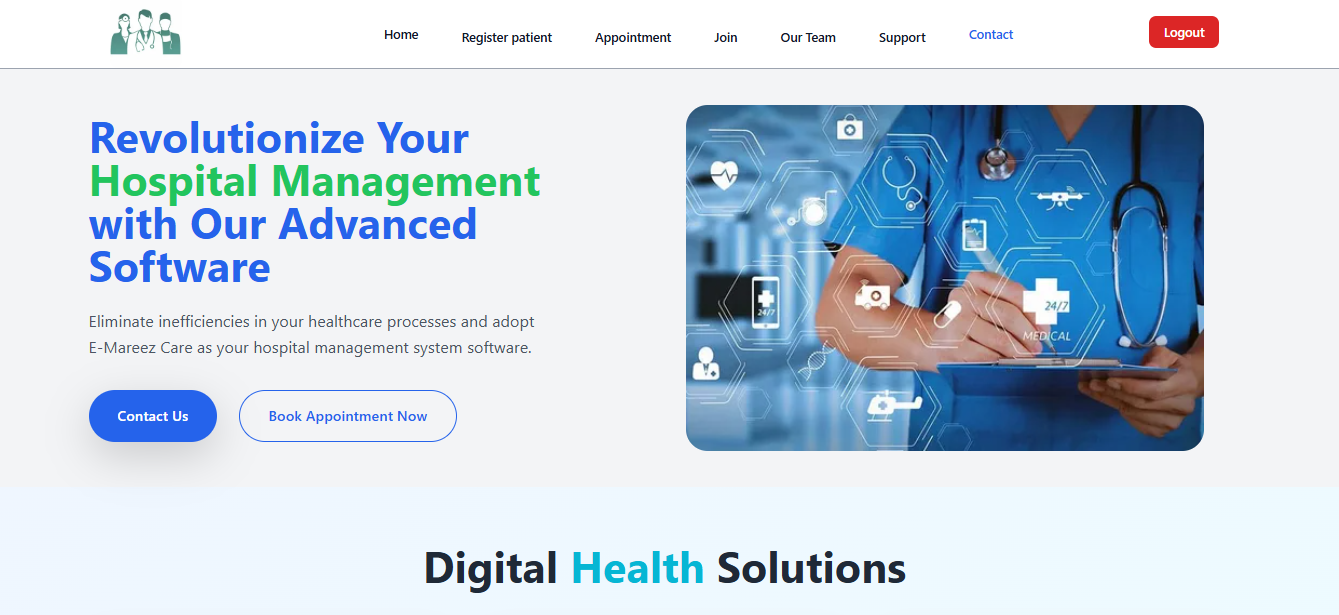 Home Register patient Appointment Join Our Team Support Contact Logout
Revolutionize Your
Hospital Management
with Our Advanced
Software
Eliminate inefficiencies in your healthcare processes and adopt
E-Mareez Care as your hospital management system software.
Contact Us Book Appointment Now
24/7
24/7
MEDICAL
Digital Health Solutions